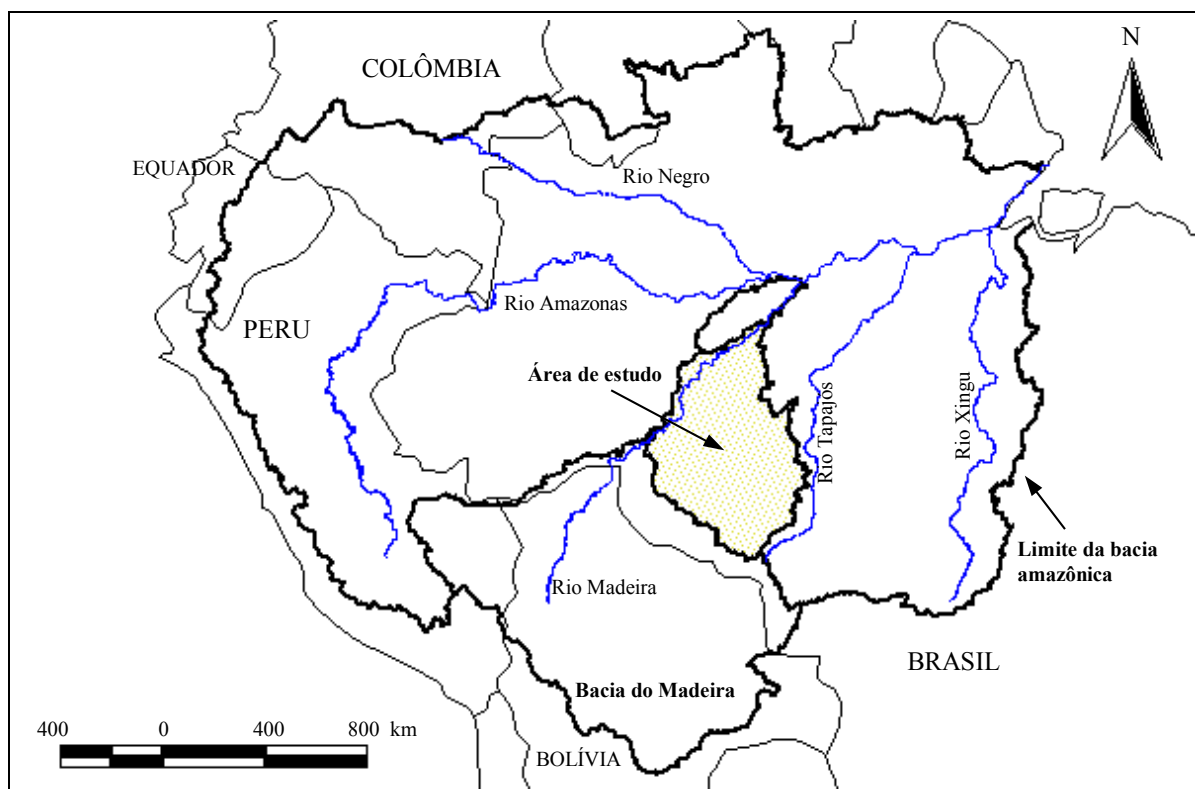 N
COLÔMBIA
EQUADOR
Rio Negro
Rio Amazonas
PERU
Área de estudo
Rio Tapajos
Rio Xingu
Limite da bacia
amazônica
Rio Madeira
BRASIL
Bacia do Madeira
400 0 400 800 km
BOLÍVIA